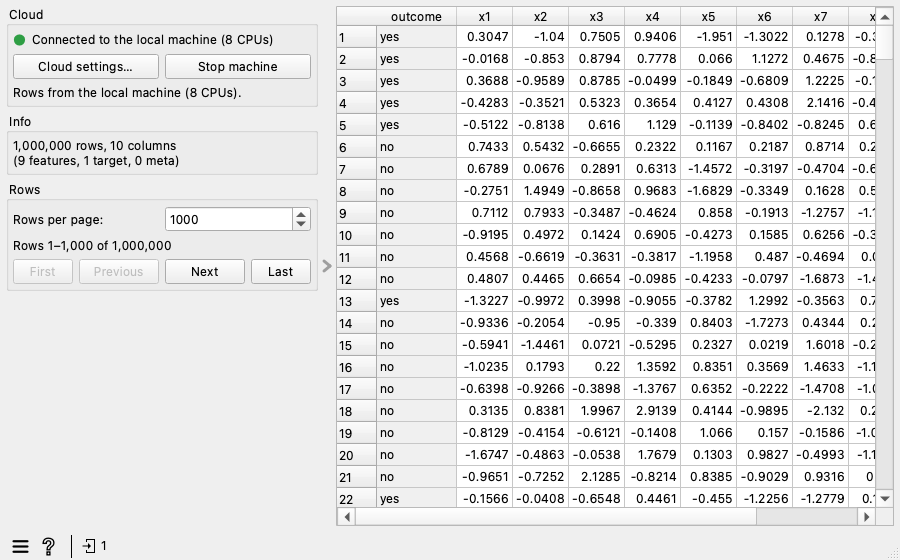 Cloud
Connected to the local machine (8 CPUs)
Cloud settings... Stop machine
Rows from the local machine (8 CPUs).
Info
1,000,000 rows, 10 columns
(9 features, 1 target, 0 meta)
Rows
Rows per page: 1000
Rows 1–1,000 of 1,000,000
First Previous Next Last
outcome x1 x2 x3 x4 x5 x6 x7
1 yes 0.3047 -1.04 0.7505 0.9406 -1.951 -1.3022 0.1278
2 yes -0.0168 -0.853 0.8794 0.7778 0.066 1.1272 0.4675
3 yes 0.3688 -0.9589 0.8785 -0.0499 -0.1849 -0.6809 1.2225
4 yes -0.4283 -0.3521 0.5323 0.3654 0.4127 0.4308 2.1416
5 yes -0.5122 -0.8138 0.616 1.129 -0.1139 -0.8402 -0.8245
6 no 0.7433 0.5432 -0.6655 0.2322 0.1167 0.2187 0.8714
7 no 0.6789 0.0676 0.2891 0.6313 -1.4572 -0.3197 -0.4704
8 no -0.2751 1.4949 -0.8658 0.9683 -1.6829 -0.3349 0.1628
9 no 0.7112 0.7933 -0.3487 -0.4624 0.858 -0.1913 -1.2757
10 no -0.9195 0.4972 0.1424 0.6905 -0.4273 0.1585 0.6256
11 no 0.4568 -0.6619 -0.3631 -0.3817 -1.1958 0.487 -0.4694
12 no 0.4807 0.4465 0.6654 -0.0985 -0.4233 -0.0797 -1.6873
13 yes -1.3227 -0.9972 0.3998 -0.9055 -0.3782 1.2992 -0.3563
14 no -0.9336 -0.2054 -0.95 -0.339 0.8403 -1.7273 0.4344
15 no -0.5941 -1.4461 0.0721 -0.5295 0.2327 0.0219 1.6018
16 no -1.0235 0.1793 0.22 1.3592 0.8351 0.3569 1.4633
17 no -0.6398 -0.9266 -0.3898 -1.3767 0.6352 -0.2222 -1.4708
18 no 0.3135 0.8381 1.9967 2.9139 0.4144 -0.9895 -2.132
19 no -0.8129 -0.4154 -0.6121 -0.1408 1.066 0.157 -0.1586
20 no -1.6747 -0.4863 -0.0538 1.7679 0.1303 0.9827 -0.4993
21 no -0.9651 -0.7252 2.1285 -0.8214 0.8385 -0.9029 0.9316
22 yes -0.1566 -0.0408 -0.6548 0.4461 -0.455 -1.2256 -1.2779
1